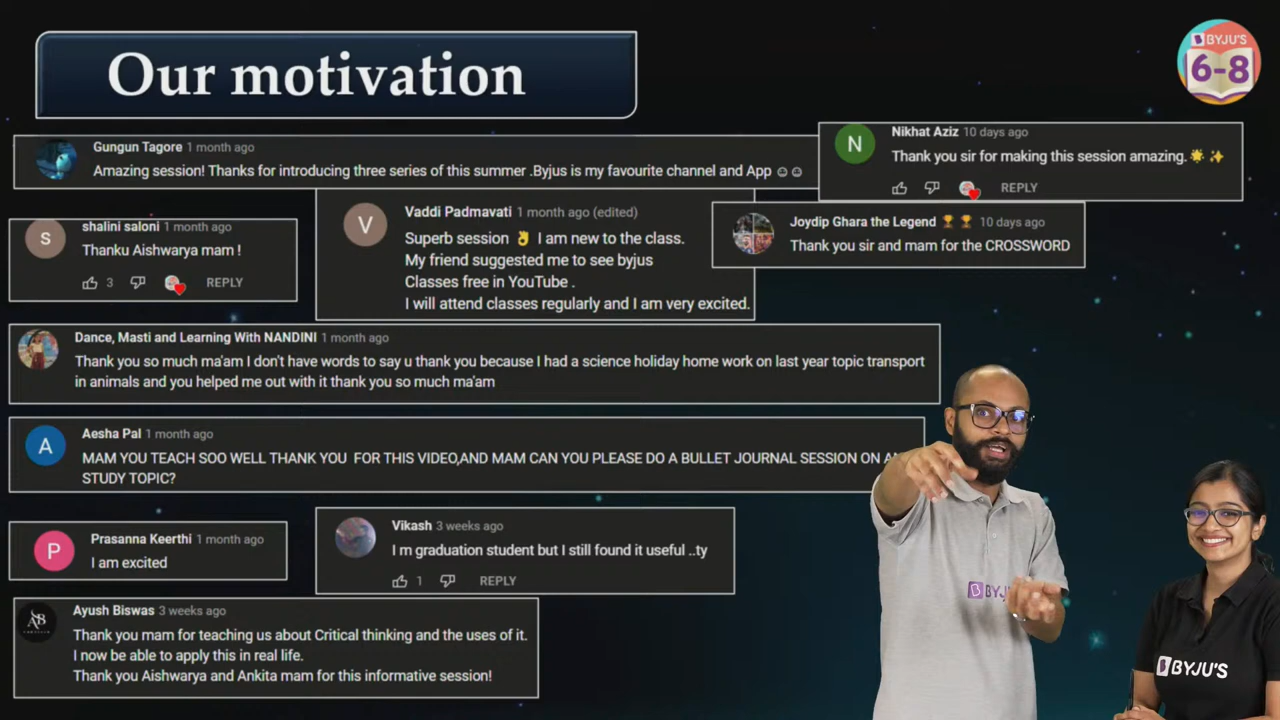 Our motivation
BYJU'S
6-8
Gungun Tagore 1 month ago
Amazing session! Thanks for introducing three series of this summer .Byjus is my favourite channel and App ☺☺
N
Nikhat Aziz 10 days ago
Thank you sir for making this session amazing.🌟✨
REPLY
S
shalini saloni 1 month ago
Thanku Aishwarya mam !
3 REPLY
V
Vaddi Padmavati 1 month ago (edited)
Superb session 👌 I am new to the class.
My friend suggested me to see byjus
Classes free in YouTube .
I will attend classes regularly and I am very excited.
Joydip Ghara the Legend 🏆 🏆 10 days ago
Thank you sir and mam for the CROSSWORD
Dance, Masti and Learning With NANDINI 1 month ago
Thank you so much ma'am I don't have words to say u thank you because I had a science holiday home work on last year topic transport
in animals and you helped me out with it thank you so much ma'am
A
Aesha Pal 1 month ago
MAM YOU TEACH SOO WELL THANK YOU FOR THIS VIDEO,AND MAM CAN YOU PLEASE DO A BULLET JOURNAL SESSION ON
STUDY TOPIC?
P
Prasanna Keerthi 1 month ago
I am excited
Vikash 3 weeks ago
I m graduation student but I still found it useful ..ty
1 REPLY
Ayush Biswas 3 weeks ago
Thank you mam for teaching us about Critical thinking and the uses of it.
I now be able to apply this in real life.
Thank you Aishwarya and Ankita mam for this informative session!
BYJU'S